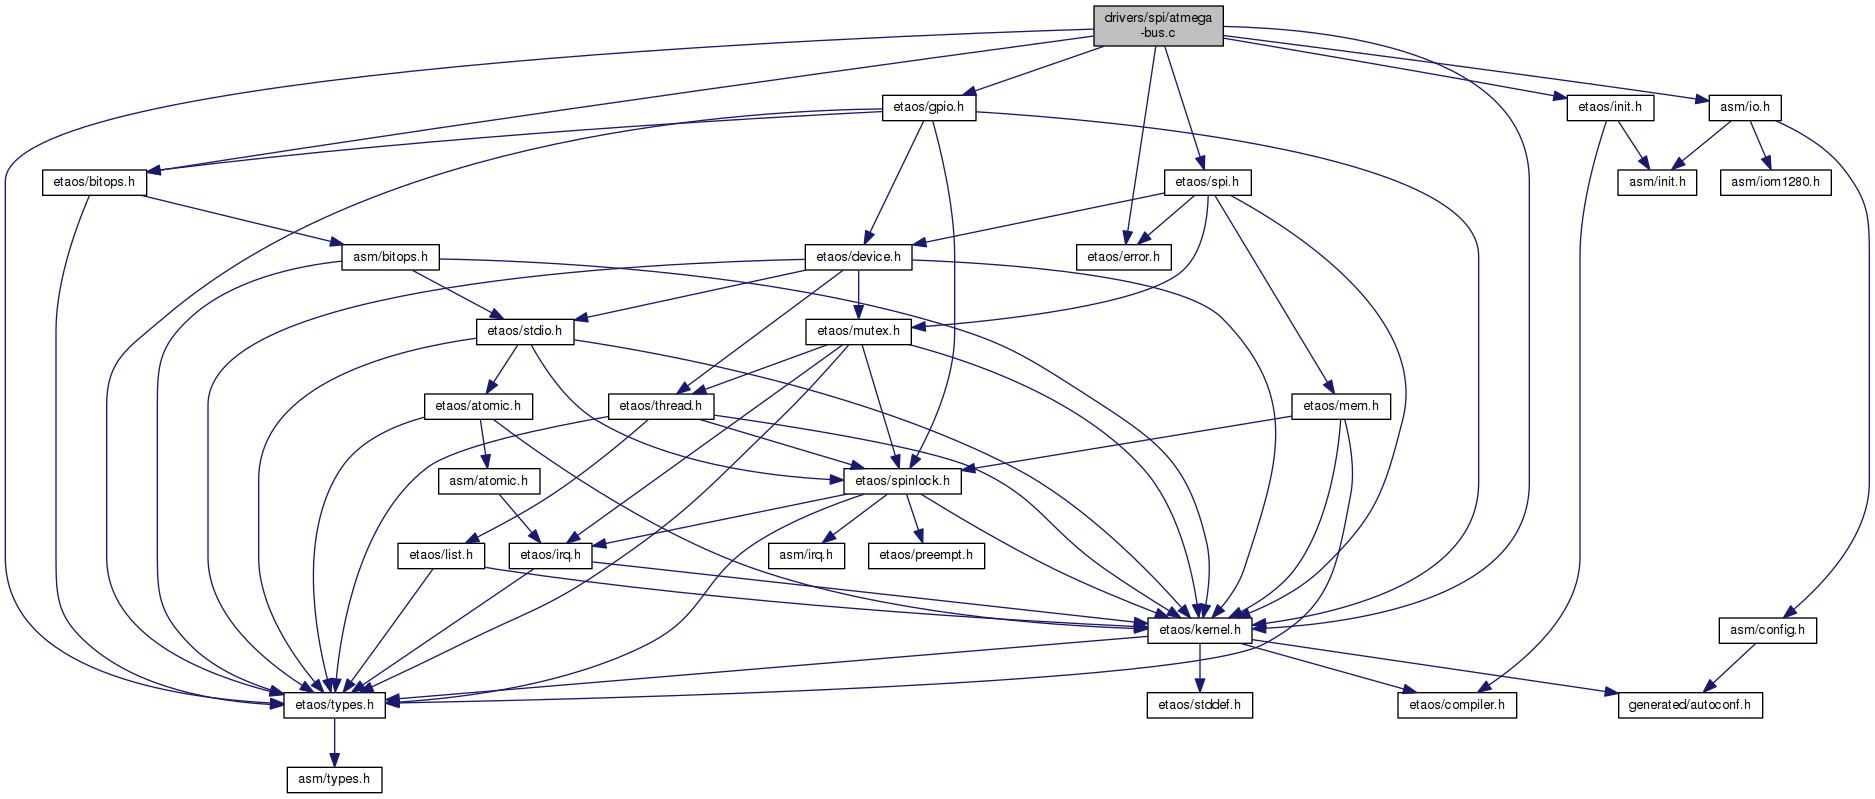 drivers/spi/atmega
-bus.c
etaos/gpio.h
etaos/init.h
asm/io.h
etaos/bitops.h
etaos/spi.h
asm/init.h
asm/iom1280.h
asm/bitops.h
etaos/device.h
etaos/error.h
etaos/stdio.h
etaos/mutex.h
etaos/atomic.h
etaos/thread.h
etaos/mem.h
asm/atomic.h
etaos/spinlock.h
etaos/list.h
etaos/irq.h
asm/irq.h
etaos/preempt.h
etaos/kernel.h
asm/config.h
etaos/types.h
etaos/stddef.h
etaos/compiler.h
generated/autoconf.h
asm/types.h